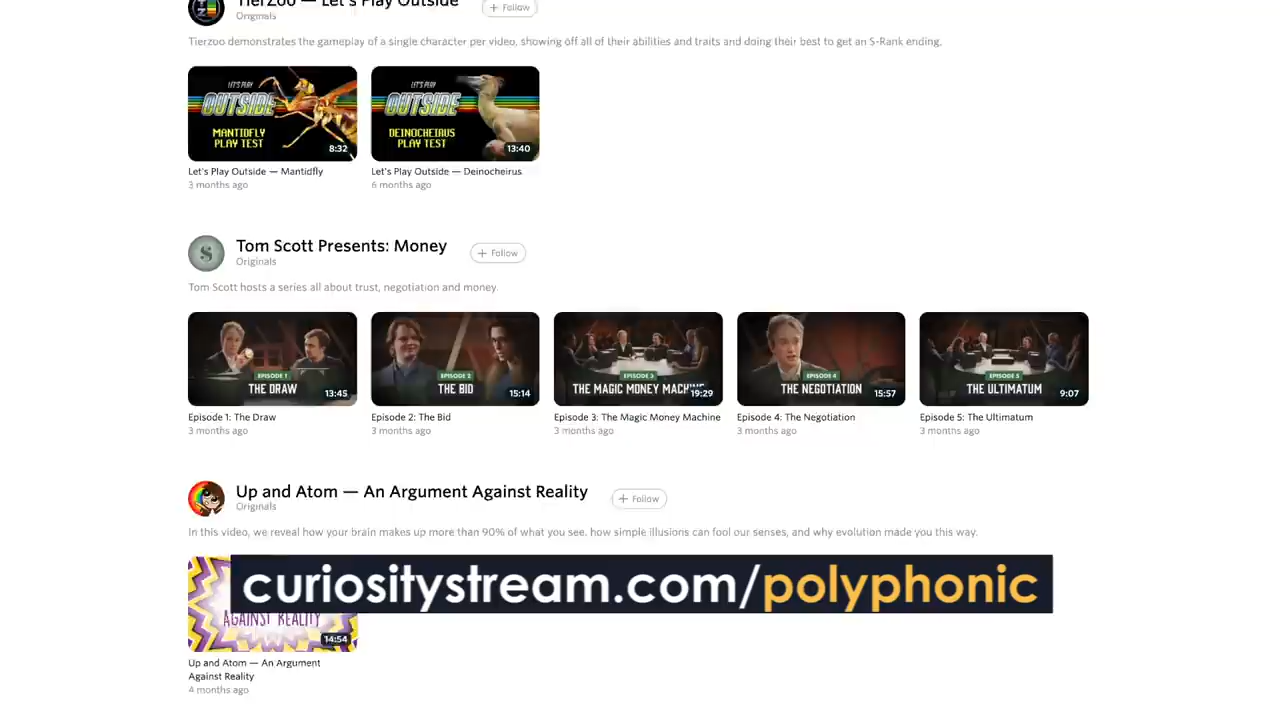 TierZoo — Let's Play Outside
+ Follow
Originals
Tierzoo demonstrates the gameplay of a single character per video, showing off all of their abilities and traits and doing their best to get an S-Rank ending.
LET'S PLAY
OUTSIDE
MANTIDFLY
PLAY TEST
8:32
LET'S PLAY
OUTSIDE
DEINOCHEIRUS
PLAY TEST
13:40
Let's Play Outside — Mantidfly
3 months ago
Let's Play Outside — Deinocheirus
6 months ago
$
Tom Scott Presents: Money
+ Follow
Originals
Tom Scott hosts a series all about trust, negotiation and money.
EPISODE 1
THE DRAW
13:45
EPISODE 2
THE BID
15:14
EPISODE 3
THE MAGIC MONEY MACHINE
19:29
EPISODE 4
THE NEGOTIATION
15:57
EPISODE 5
THE ULTIMATUM
9:07
Episode 1: The Draw
3 months ago
Episode 2: The Bid
3 months ago
Episode 3: The Magic Money Machine
3 months ago
Episode 4: The Negotiation
3 months ago
Episode 5: The Ultimatum
3 months ago
Up and Atom — An Argument Against Reality
+ Follow
Originals
In this video, we reveal how your brain makes up more than 90% of what you see, how simple illusions can fool our senses, and why evolution made you this way.
curiositystream.com/polyphonic
AGAINST REALITY
14:54
Up and Atom — An Argument
Against Reality
4 months ago